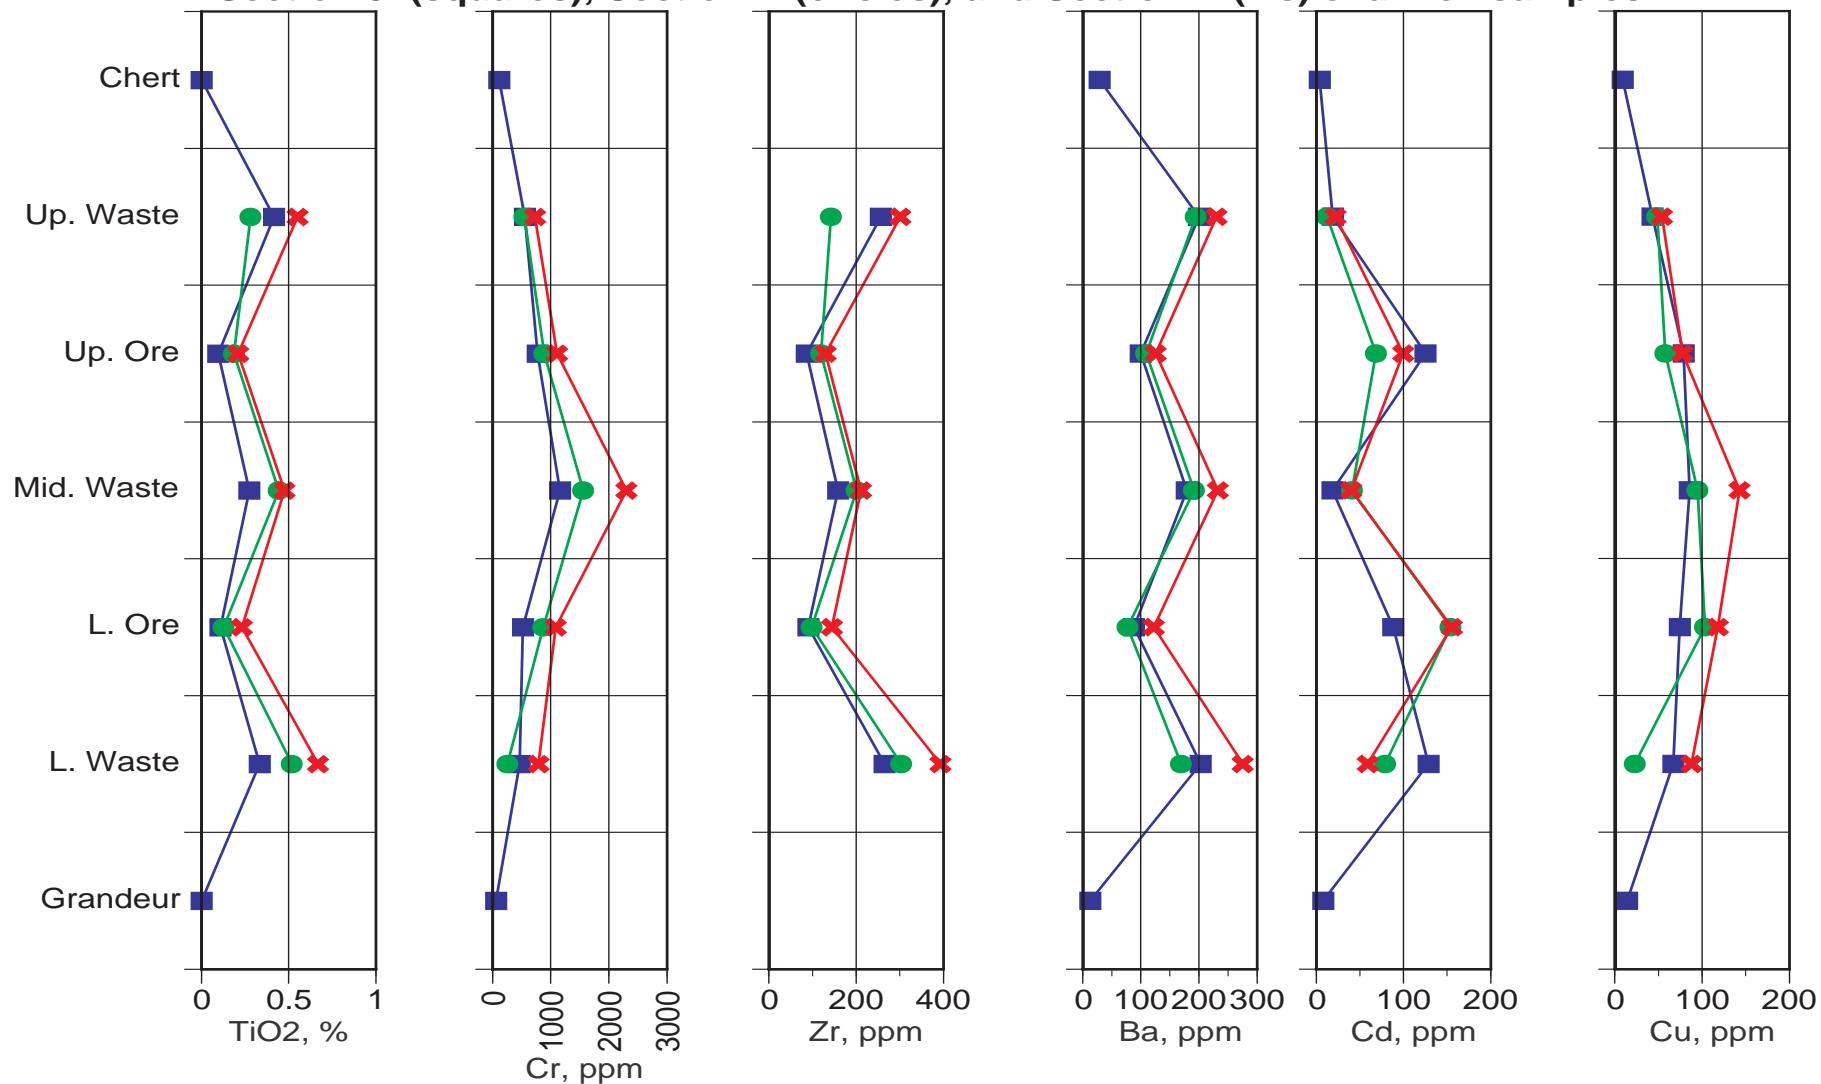 Chert
Up. Waste
Up. Ore
Mid. Waste
L. Ore
L. Waste
Grandeur
0 0.5 1
TiO2, %
0 1000 2000 3000
Cr, ppm
0 200 400
Zr, ppm
0 100 200 300
Ba, ppm
0 100 200
Cd, ppm
0 100 200
Cu, ppm